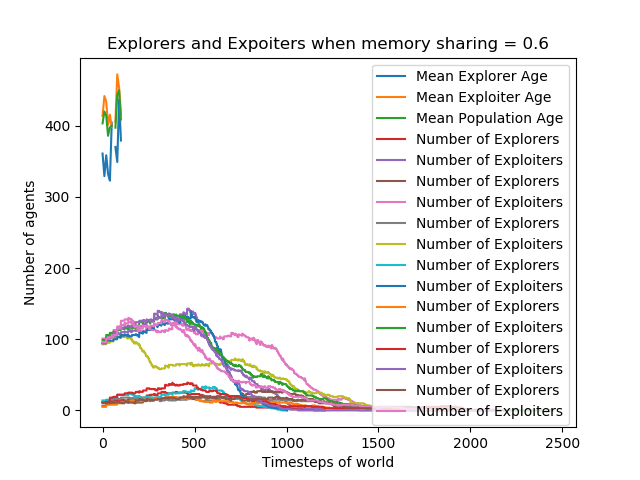 Explorers and Expoiters when memory sharing = 0.6
Number of agents
400
300
200
100
0
Mean Explorer Age
Mean Exploiter Age
Mean Population Age
Number of Explorers
Number of Exploiters
Number of Explorers
Number of Exploiters
Number of Explorers
Number of Exploiters
Number of Explorers
Number of Exploiters
Number of Explorers
Number of Exploiters
Number of Explorers
Number of Exploiters
Number of Explorers
Number of Exploiters
0 500 1000 1500 2000 2500
Timesteps of world